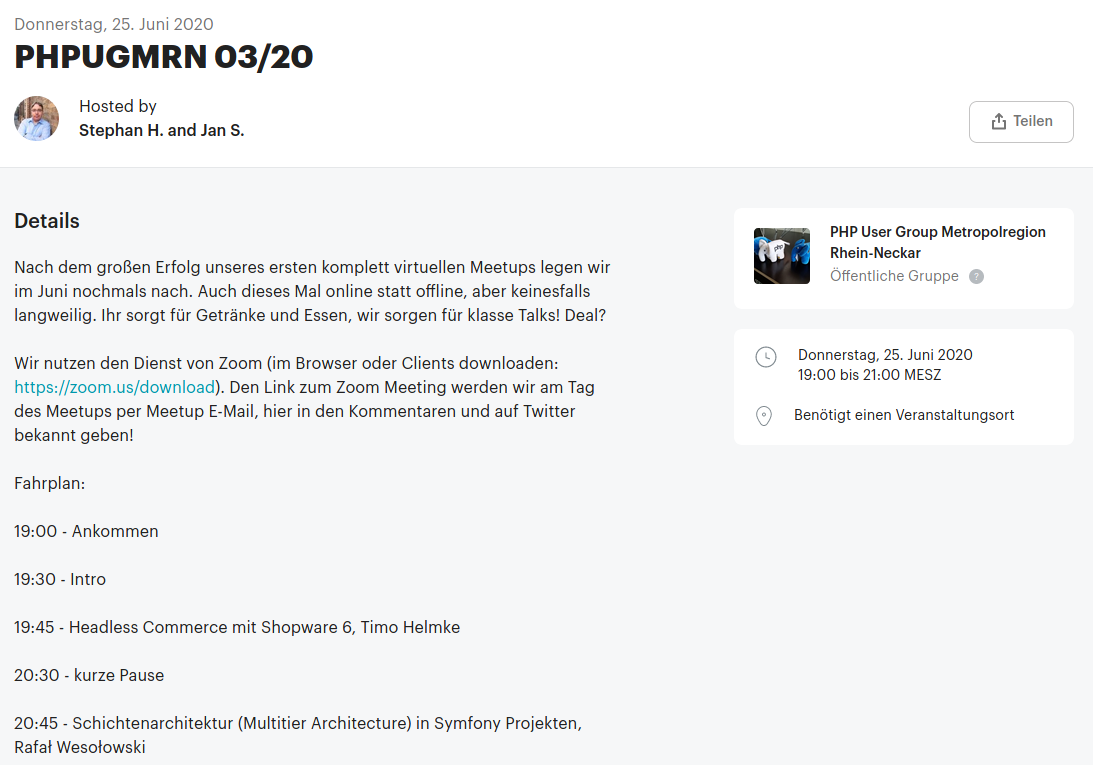 Donnerstag, 25. Juni 2020
PHPUGMRN 03/20
Hosted by
Stephan H. and Jan S.
Teilen
Details
Nach dem großen Erfolg unseres ersten komplett virtuellen Meetups legen wir
im Juni nochmals nach. Auch dieses Mal online statt offline, aber keinesfalls
langweilig. Ihr sorgt für Getränke und Essen, wir sorgen für klasse Talks! Deal?
Wir nutzen den Dienst von Zoom (im Browser oder Clients downloaden:
https://zoom.us/download). Den Link zum Zoom Meeting werden wir am Tag
des Meetups per Meetup E-Mail, hier in den Kommentaren und auf Twitter
bekannt geben!
Fahrplan:
19:00 - Ankommen
19:30 - Intro
19:45 - Headless Commerce mit Shopware 6, Timo Helmke
20:30 - kurze Pause
20:45 - Schichtenarchitektur (Multitier Architecture) in Symfony Projekten,
Rafał Wesołowski
php
PHP User Group Metropolregion
Rhein-Neckar
Öffentliche Gruppe ?
Donnerstag, 25. Juni 2020
19:00 bis 21:00 MESZ
Benötigt einen Veranstaltungsort